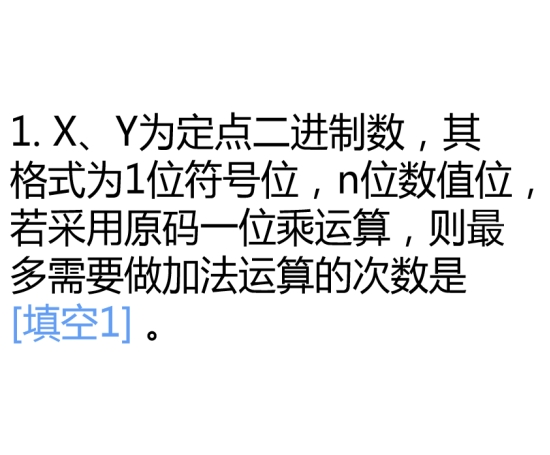 1. X、Y为定点二进制数，其
格式为1位符号位，n位数值位，
若采用原码一位乘运算，则最
多需要做加法运算的次数是
[填空1] 。